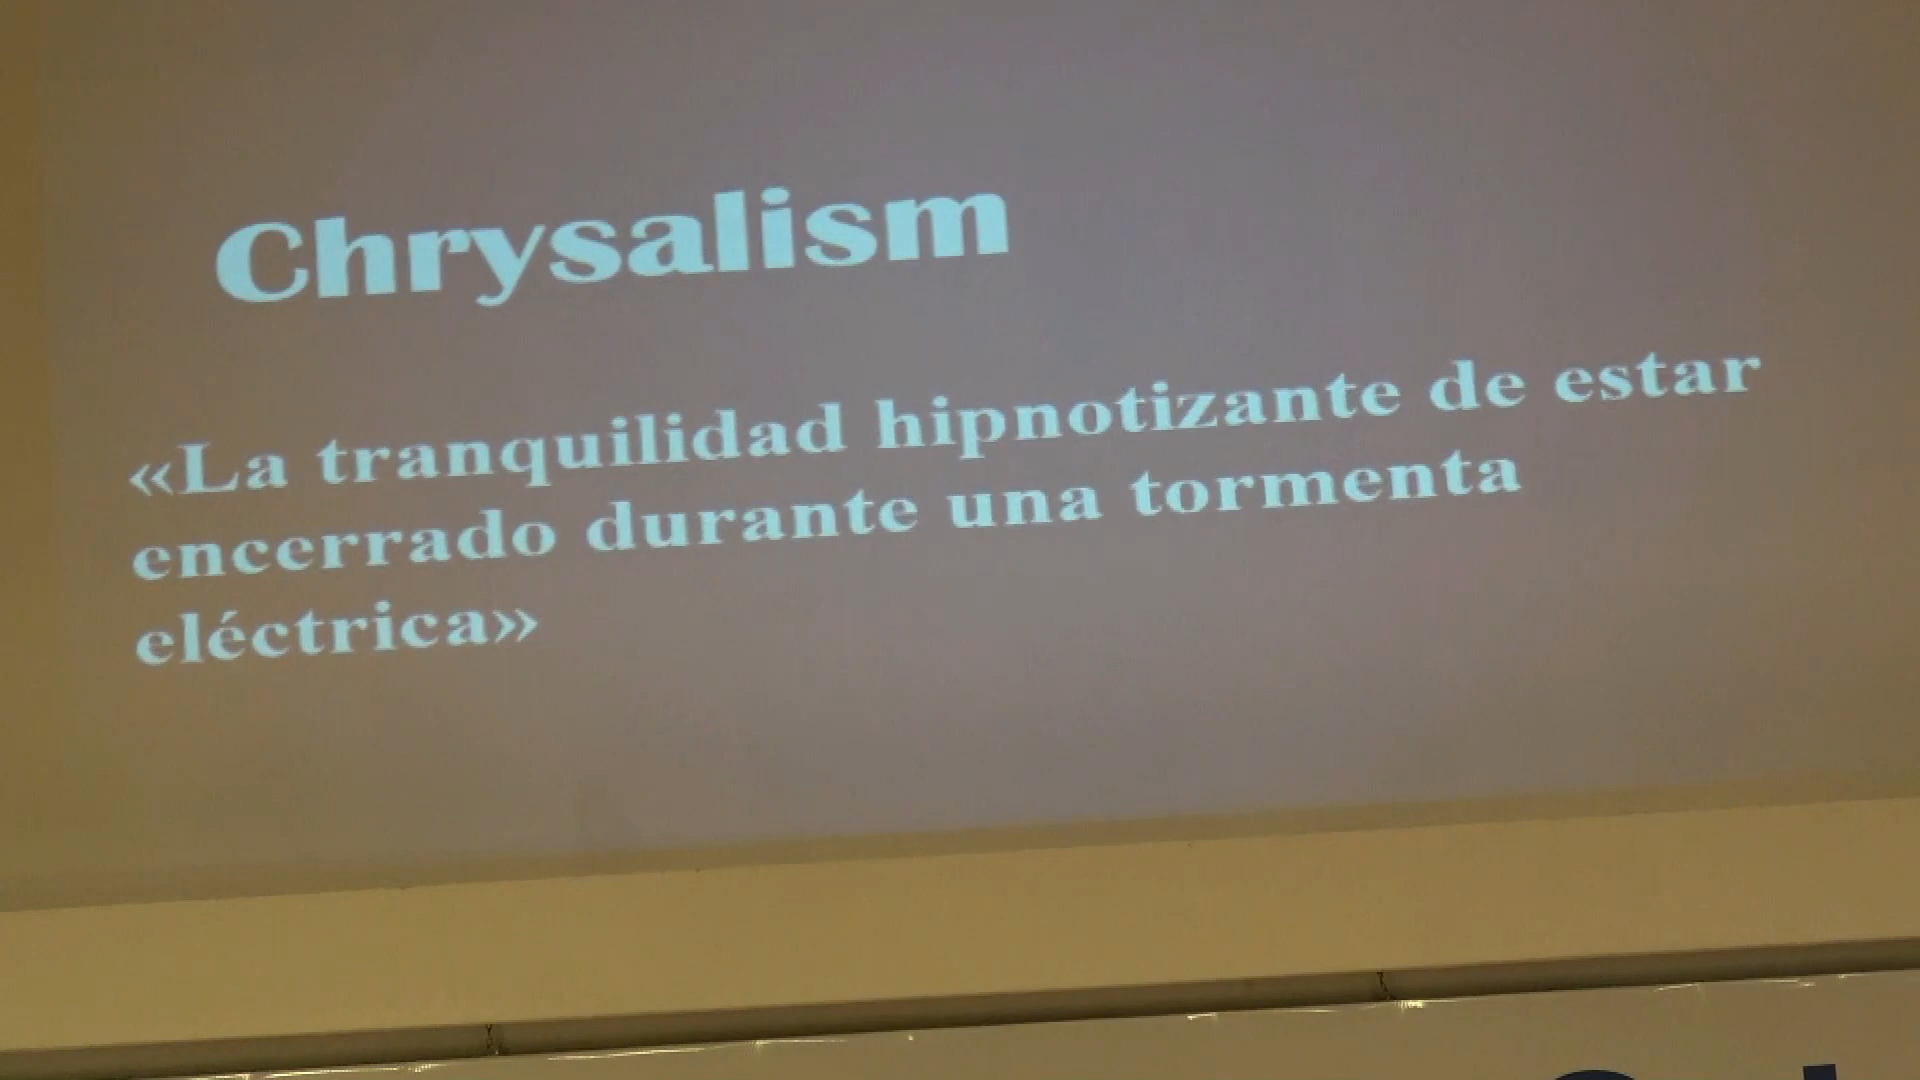 Chrysalism
«La tranquilidad hipnotizante de estar
encerrado durante una tormenta
eléctrica»